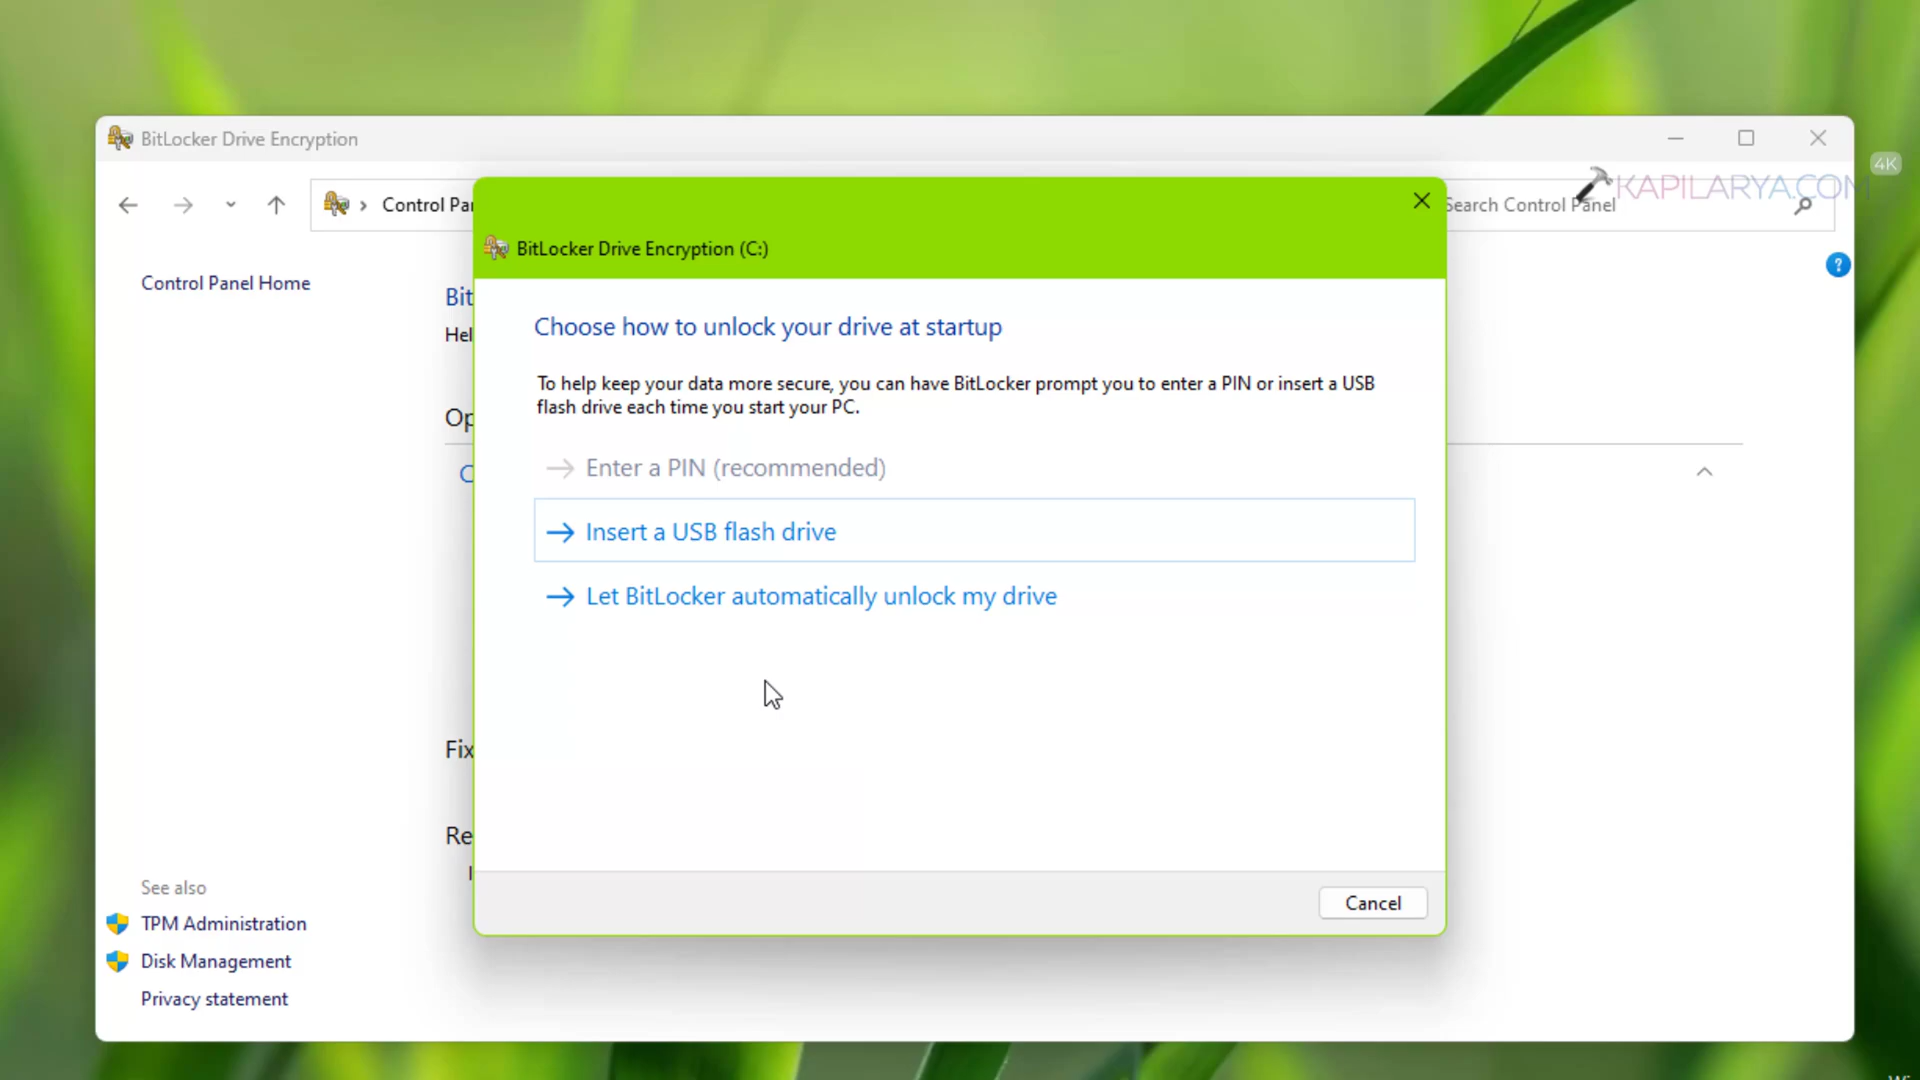 BitLocker Drive Encryption
4K
KAPILARYA.COM
Control Pa
Search Control Panel
BitLocker Drive Encryption (C:)
?
Control Panel Home
Bit
Hel
Choose how to unlock your drive at startup
To help keep your data more secure, you can have BitLocker prompt you to enter a PIN or insert a USB
flash drive each time you start your PC.
Op
Enter a PIN (recommended)
C
Insert a USB flash drive
Let BitLocker automatically unlock my drive
Fix
Re
See also
TPM Administration
Cancel
Disk Management
Privacy statement